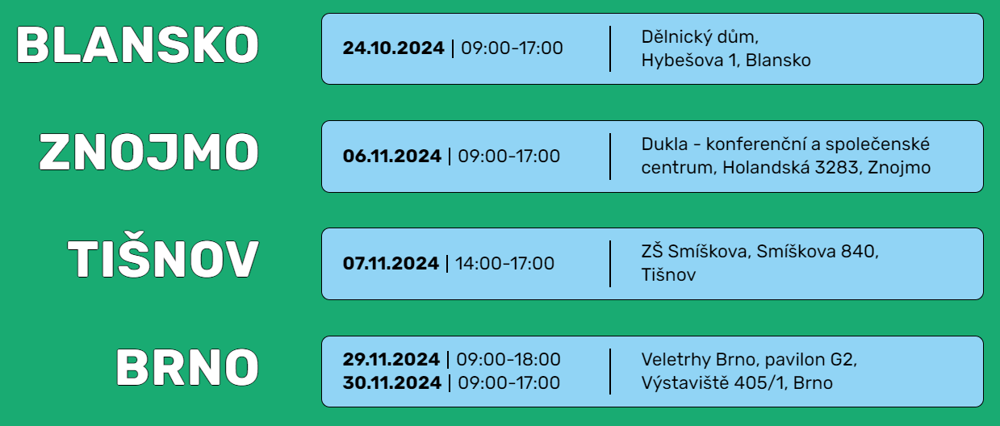 BLANSKO
24.10.2024 | 09:00-17:00
Dělnický dům,
Hybešova 1, Blansko
ZNOJMO
06.11.2024 | 09:00-17:00
Dukla - konferenční a společenské
centrum, Holandská 3283, Znojmo
TIŠNOV
07.11.2024 | 14:00-17:00
ZŠ Smíškova, Smíškova 840,
Tišnov
BRNO
29.11.2024 | 09:00-18:00
30.11.2024 | 09:00-17:00
Veletrhy Brno, pavilon G2,
Výstaviště 405/1, Brno